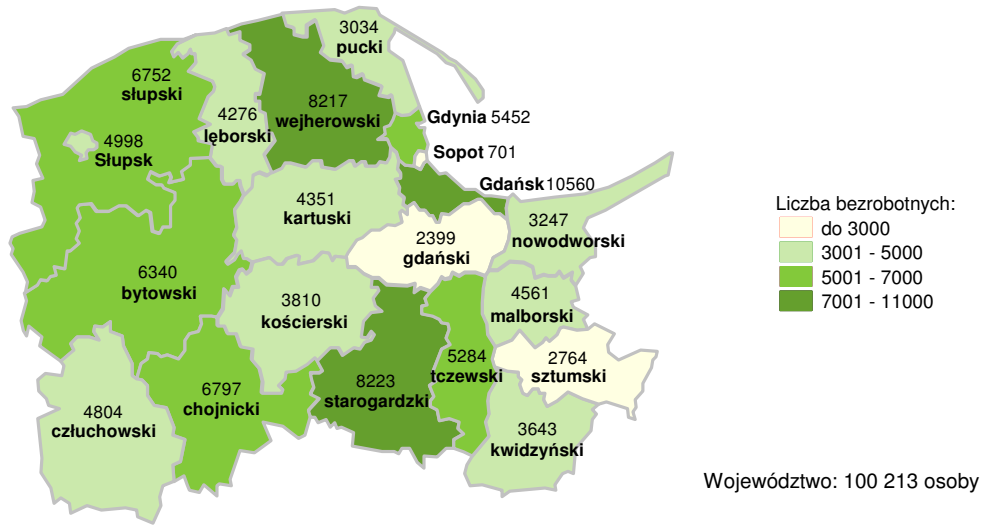 3034
pucki
6752
słupski
4276
lęborski
8217
wejherowski
Gdynia 5452
4998
Słupsk
Sopot 701
Gdańsk 10560
4351
kartuski
2399
gdański
3247
nowodworski
Liczba bezrobotnych:
do 3000
3001 - 5000
5001 - 7000
7001 - 11000
6340
bytowski
3810
kościerski
4561
malborski
5284
tczewski
2764
sztumski
6797
chojnicki
8223
starogardzki
4804
człuchowski
3643
kwidzyński
Województwo: 100 213 osoby